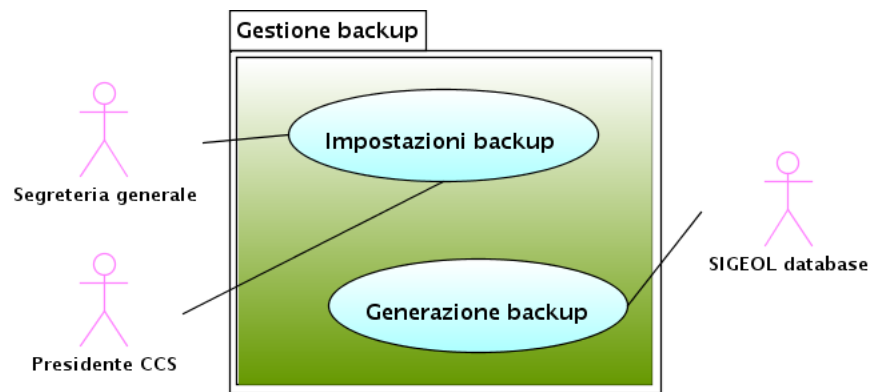 Gestione backup
Impostazioni backup
Segreteria generale
SIGEOL database
Generazione backup
Presidente CCS